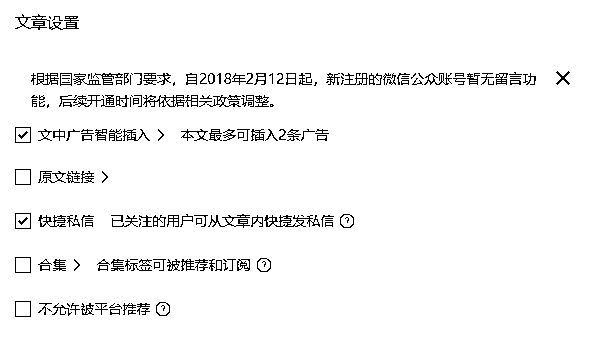 文章设置
根据国家监管部门要求，自2018年2月12日起，新注册的微信公众账号暂无留言功
能，后续开通时间将依据相关政策调整。
文中广告智能插入 > 本文最多可插入2条广告
原文链接 >
快捷私信 已关注的用户可从文章内快捷发私信 ?
合集 > 合集标签可被推荐和订阅 ?
不允许被平台推荐 ?